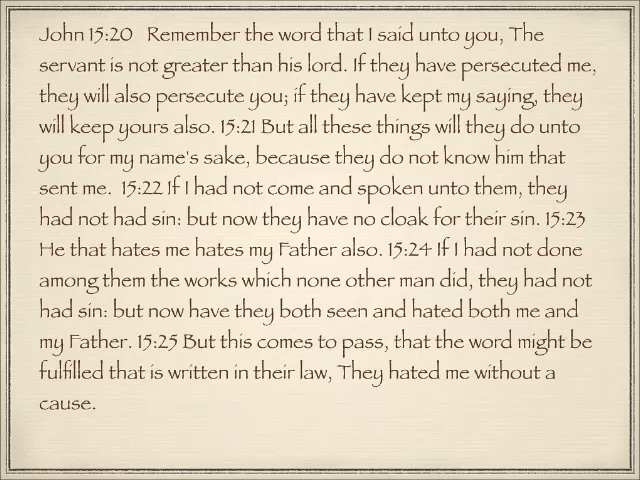 John 15:20 Remember the word that I said unto you, The
servant is not greater than his lord. If they have persecuted me,
they will also persecute you; if they have kept my saying, they
will keep yours also. 15:21 But all these things will they do unto
you for my name's sake, because they do not know him that
sent me. 15:22 If I had not come and spoken unto them, they
had not had sin: but now they have no cloak for their sin. 15:23
He that hates me hates my Father also. 15:24 If I had not done
among them the works which none other man did, they had not
had sin: but now have they both seen and hated both me and
my Father. 15:25 But this comes to pass, that the word might be
fulfilled that is written in their law, They hated me without a
cause.